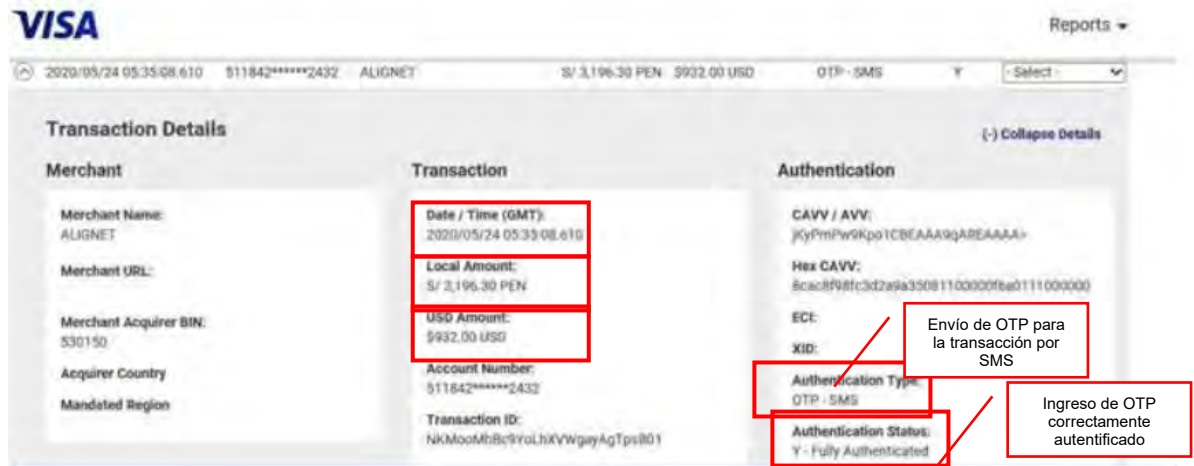 VISA
Reports
2020/05/24 05:35:08.610 511842******2432 ALIGNET S/ 3,196.30 PEN $932.00 USD OTP - SMS Y - Select -
Transaction Details
(-) Collapse Details
Merchant
Merchant Name:
ALIGNET
Merchant URL:
Merchant Acquirer BIN:
530150
Acquirer Country
Mandated Region
Transaction
Date / Time (GMT):
2020/05/24 05:35:08.610
Local Amount:
S/ 3,196.30 PEN
USD Amount:
$932.00 USD
Account Number:
511842******2432
Transaction ID:
Authentication
CAVV / AVV:
Hex CAVV:
ECI:
XID:
Authentication Type:
OTP - SMS
Authentication Status:
Y - Fully Authenticated
Envío de OTP para
la transacción por
SMS
Ingreso de OTP
correctamente
autentificado